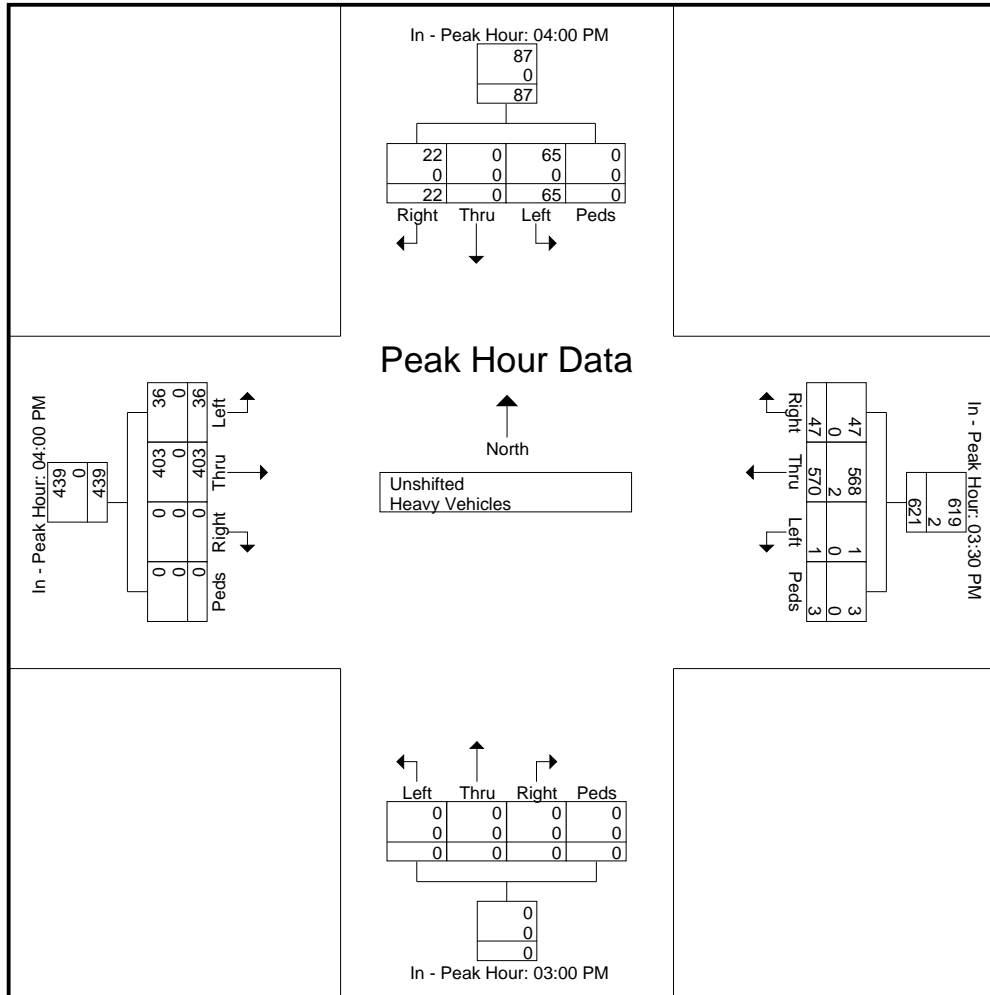 In - Peak Hour: 04:00 PM
87
0
87
22 0 65 0
0 0 0 0
22 0 65 0
Right Thru Left Peds
Peak Hour Data
North
Unshifted
Heavy Vehicles
In - Peak Hour: 04:00 PM
439
0
439
36 0 36 Left
403 0 403 Thru
0 0 0 Right
0 0 0 Peds
In - Peak Hour: 03:30 PM
619
2
621
Right 47 0 47
Thru 570 2 568
Left 1 0 1
Peds 3 0 3
Left Thru Right Peds
0 0 0 0
0 0 0 0
0 0 0 0
0
0
0
In - Peak Hour: 03:00 PM